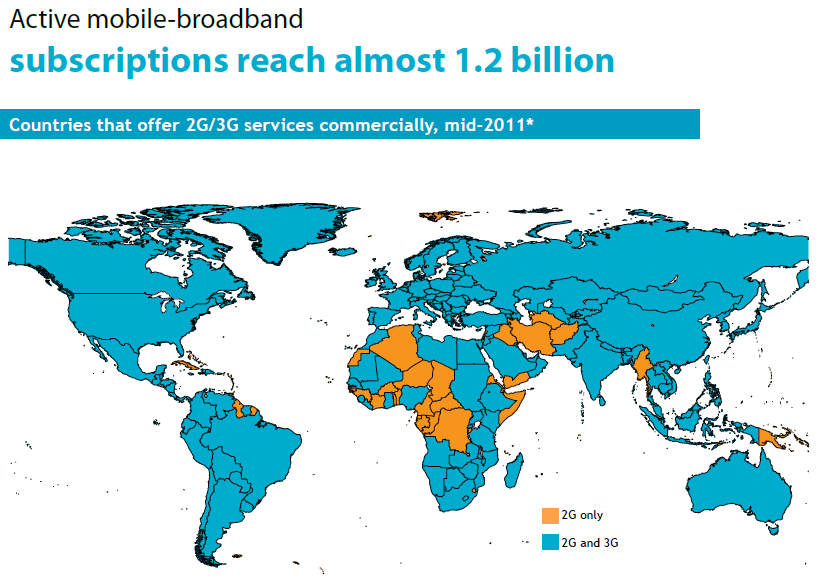 Active mobile-broadband
subscriptions reach almost 1.2 billion
Countries that offer 2G/3G services commercially, mid-2011*
2G only
2G and 3G